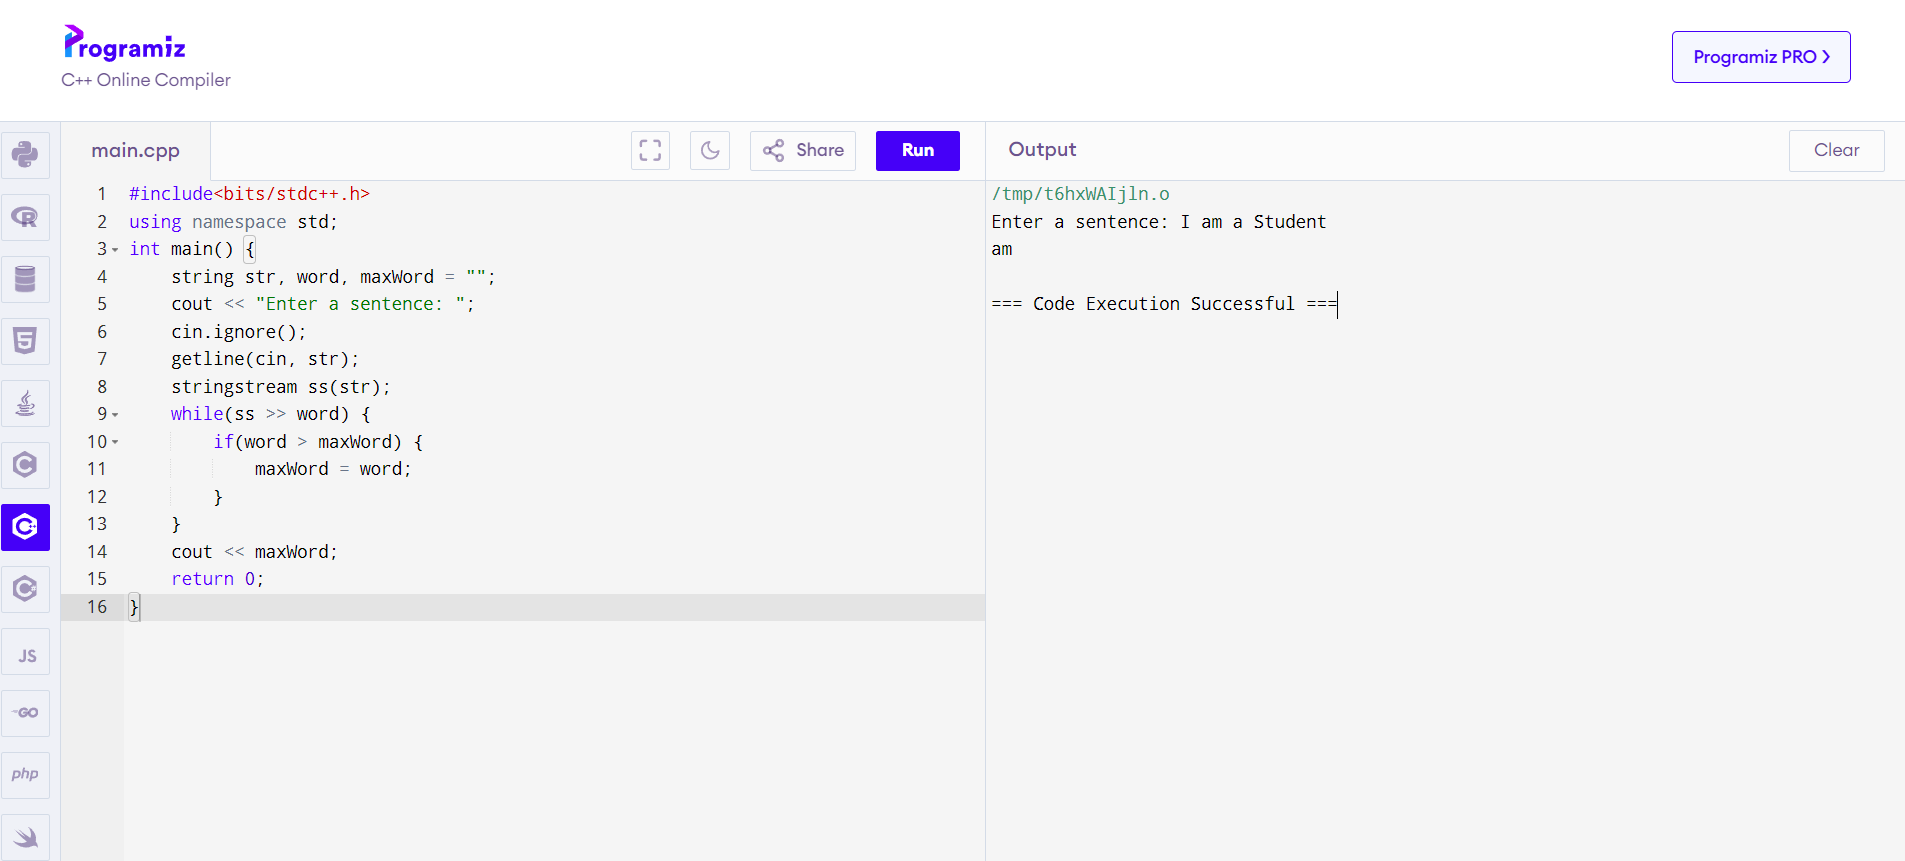 Programiz
C++ Online Compiler
Programiz PRO ❯
main.cpp
Share
Run
Output
Clear
1 #include<bits/stdc++.h>
2 using namespace std;
3 int main() {
4     string str, word, maxWord = "";
5     cout << "Enter a sentence: ";
6     cin.ignore();
7     getline(cin, str);
8     stringstream ss(str);
9     while(ss >> word) {
10         if(word > maxWord) {
11             maxWord = word;
12         }
13     }
14     cout << maxWord;
15     return 0;
16 }
/tmp/t6hxWAIjln.o
Enter a sentence: I am a Student
am
=== Code Execution Successful ===
R
5
C
C++
C#
JS
GO
php